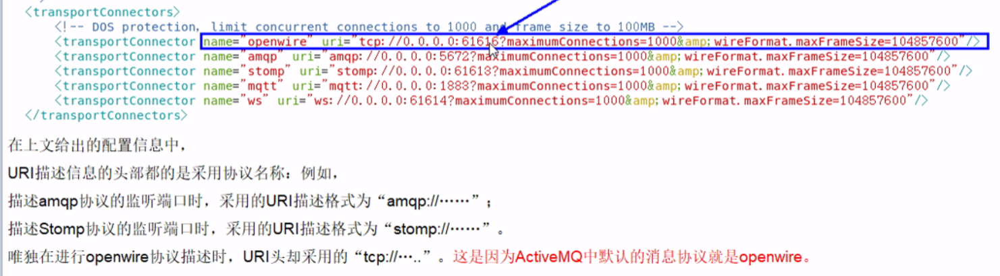 <transportConnectors>
<!-- DOS protection, limit concurrent connections to 1000 and frame size to 100MB -->
<transportConnector name="openwire" uri="tcp://0.0.0.0:61616?maximumConnections=1000&amp;wireFormat.maxFrameSize=104857600"/>
<transportConnector name="amqp" uri="amqp://0.0.0.0:5672?maximumConnections=1000&amp;wireFormat.maxFrameSize=104857600"/>
<transportConnector name="stomp" uri="stomp://0.0.0.0:61613?maximumConnections=1000&amp;wireFormat.maxFrameSize=104857600"/>
<transportConnector name="mqtt" uri="mqtt://0.0.0.0:1883?maximumConnections=1000&amp;wireFormat.maxFrameSize=104857600"/>
<transportConnector name="ws" uri="ws://0.0.0.0:61614?maximumConnections=1000&amp;wireFormat.maxFrameSize=104857600"/>
</transportConnectors>
在上文给出的配置信息中，
URI描述信息的头部都的是采用协议名称：例如，
描述amqp协议的监听端口时，采用的URI描述格式为“amqp://······”；
描述Stomp协议的监听端口时，采用的URI描述格式为“stomp://······”。
唯独在进行openwire协议描述时，URI头却采用的“tcp://···..”。这是因为ActiveMQ中默认的消息协议就是openwire。